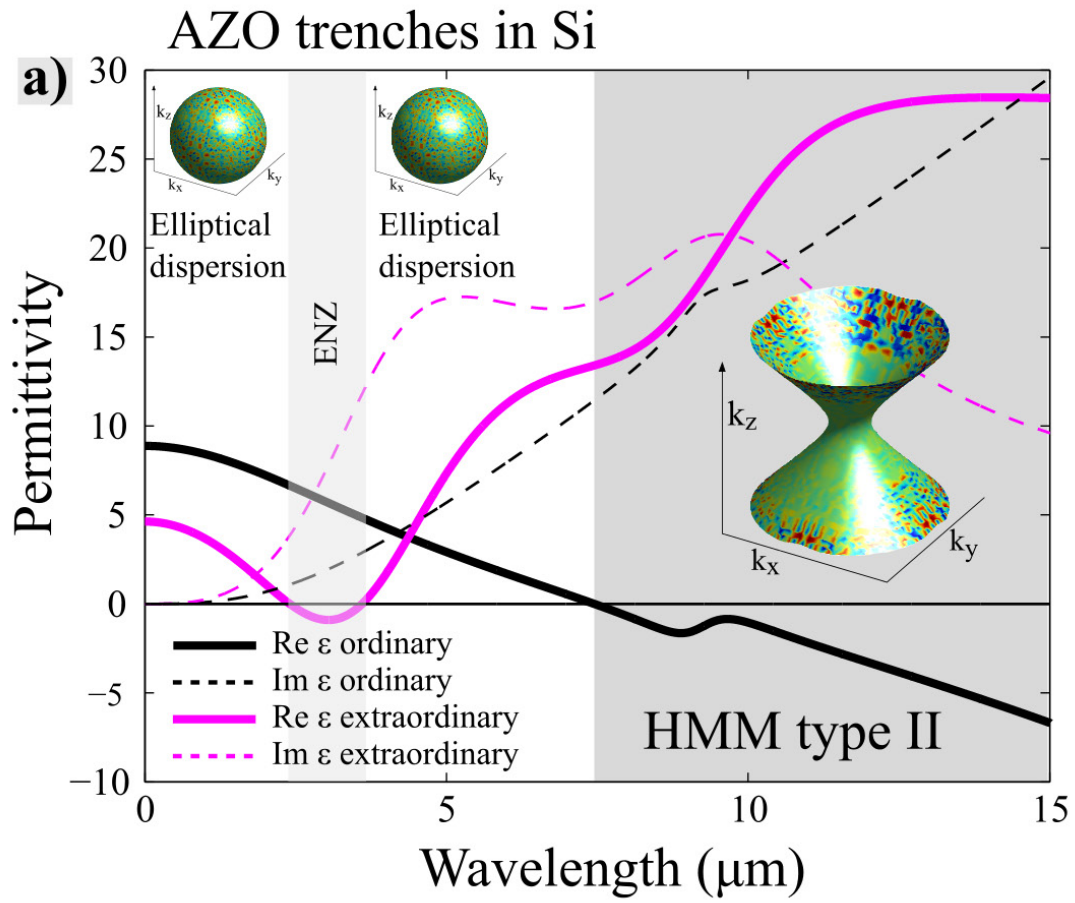 AZO trenches in Si
a)
30
25
20
15
10
5
0
−5
−10
Permittivity
k_z
k_x
k_y
Elliptical
dispersion
ENZ
k_z
k_x
k_y
Elliptical
dispersion
k_z
k_x
k_y
Re ε ordinary
Im ε ordinary
Re ε extraordinary
Im ε extraordinary
HMM type II
0
5
10
15
Wavelength (μm)